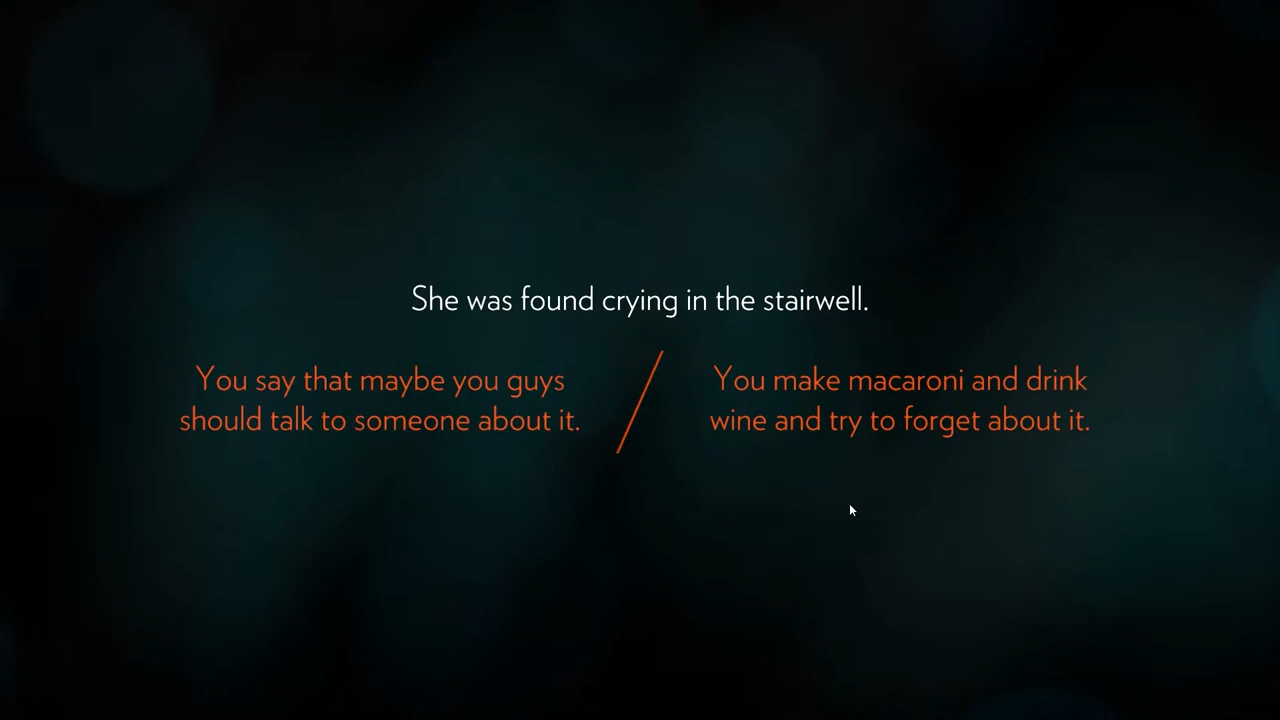 She was found crying in the stairwell.
You say that maybe you guys
should talk to someone about it.
You make macaroni and drink
wine and try to forget about it.